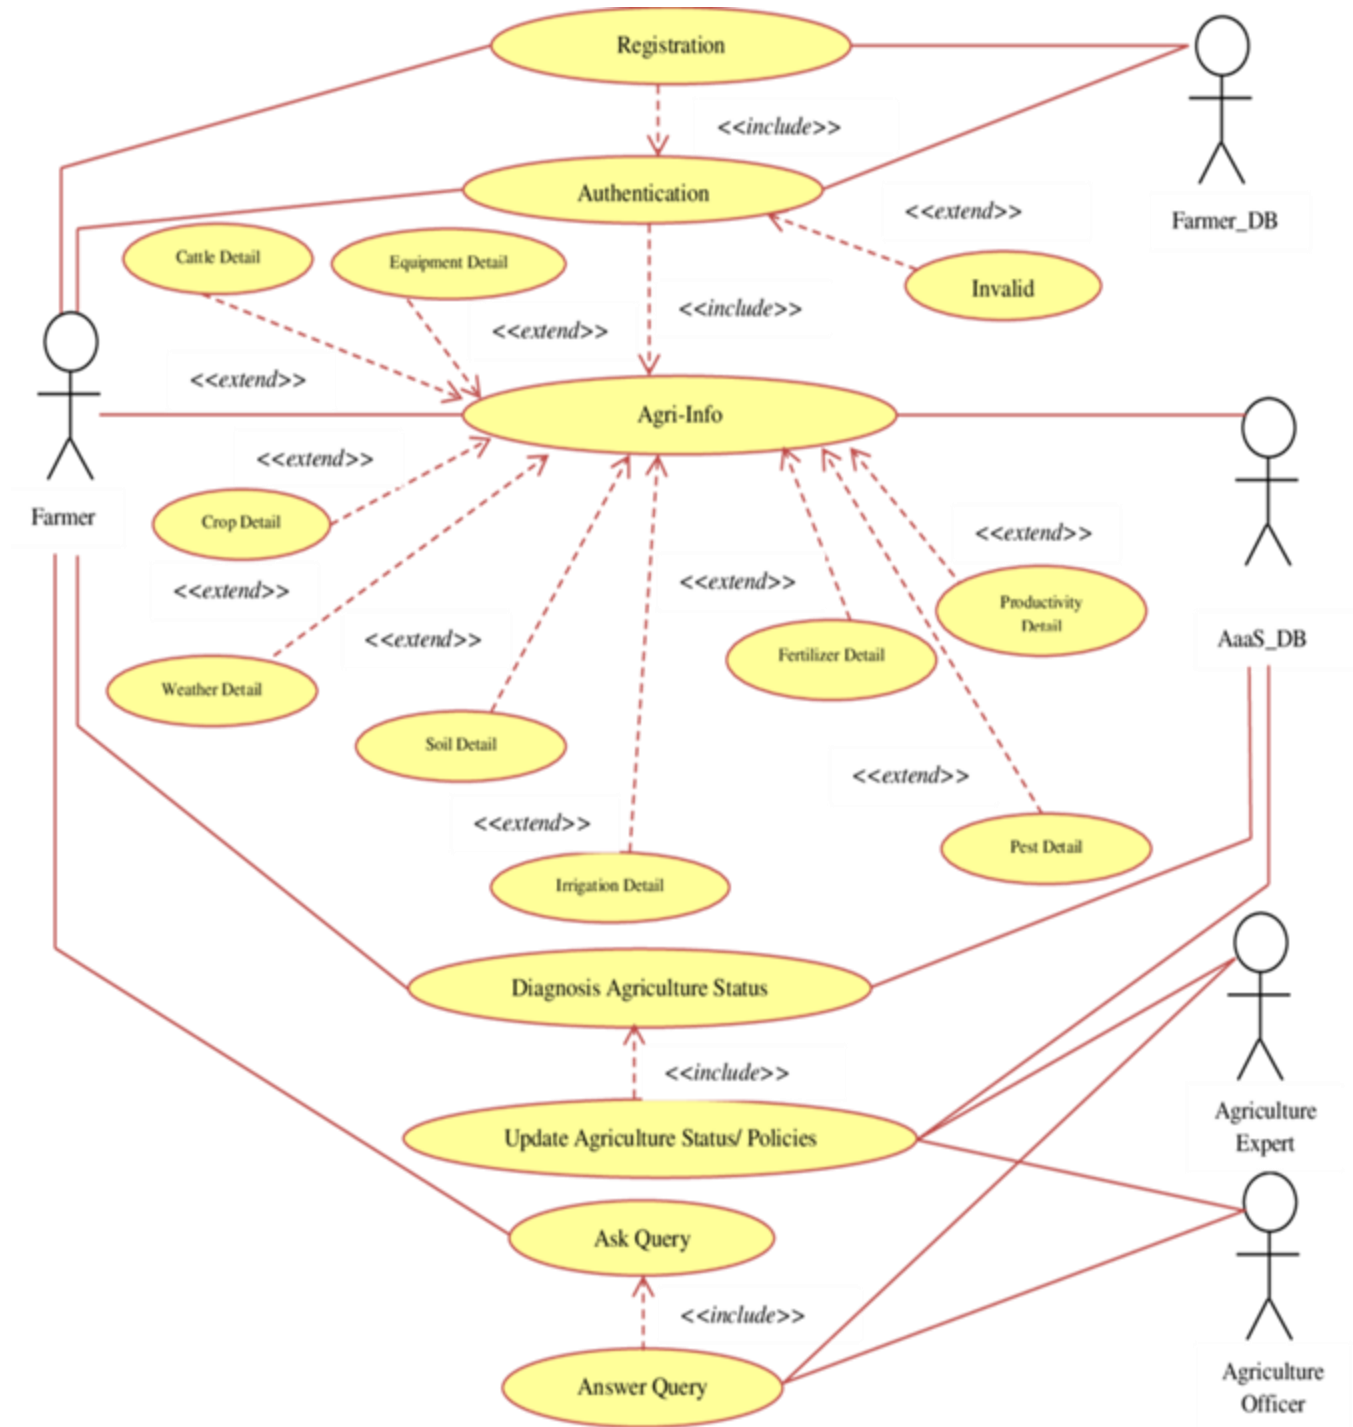 Registration
<<include>>
Authentication
<<extend>>
Farmer_DB
Cattle Detail
Equipment Detail
Invalid
<<include>>
<<extend>>
<<extend>>
Agri-Info
<<extend>>
Farmer
Crop Detail
<<extend>>
<<extend>>
<<extend>>
Productivity
Detail
<<extend>>
AaaS_DB
Fertilizer Detail
Weather Detail
Soil Detail
<<extend>>
<<extend>>
Pest Detail
Irrigation Detail
Diagnosis Agriculture Status
<<include>>
Agriculture
Expert
Update Agriculture Status/ Policies
Ask Query
<<include>>
Answer Query
Agriculture
Officer